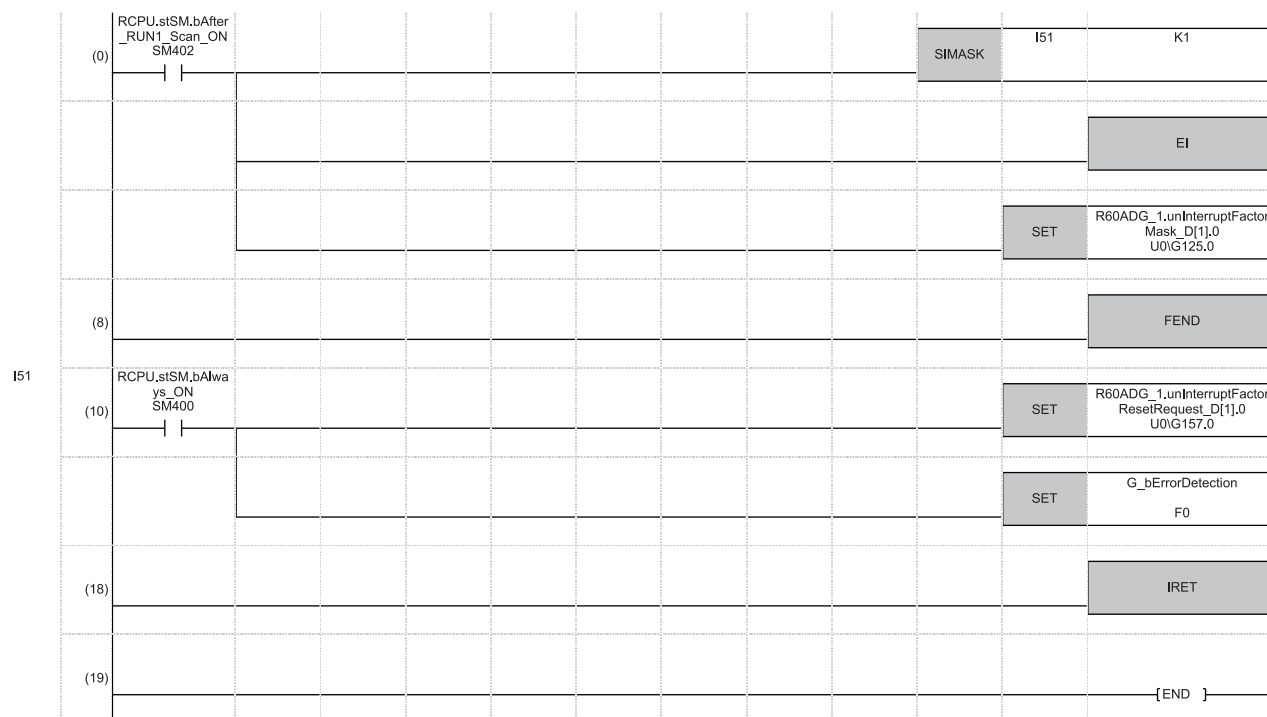 RCPU.stSM.bAfter
_RUN1_Scan_ON
SM402
(0)
SIMASK
I51
K1
EI
SET
R60ADG_1.unInterruptFactor
Mask_D[1].0
U0\G125.0
(8)
FEND
I51
RCPU.stSM.bAlwa
ys_ON
SM400
(10)
SET
R60ADG_1.unInterruptFactor
ResetRequest_D[1].0
U0\G157.0
SET
G_bErrorDetection
F0
(18)
IRET
(19)
[END ]